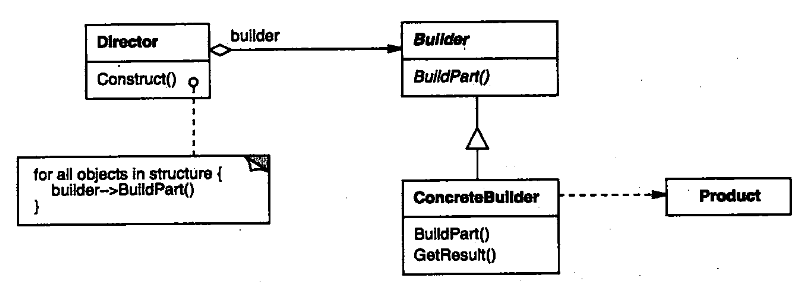 Director
Construct()
builder
Builder
BuildPart()
for all objects in structure {
builder->BuildPart()
}
ConcreteBuilder
BuildPart()
GetResult()
Product